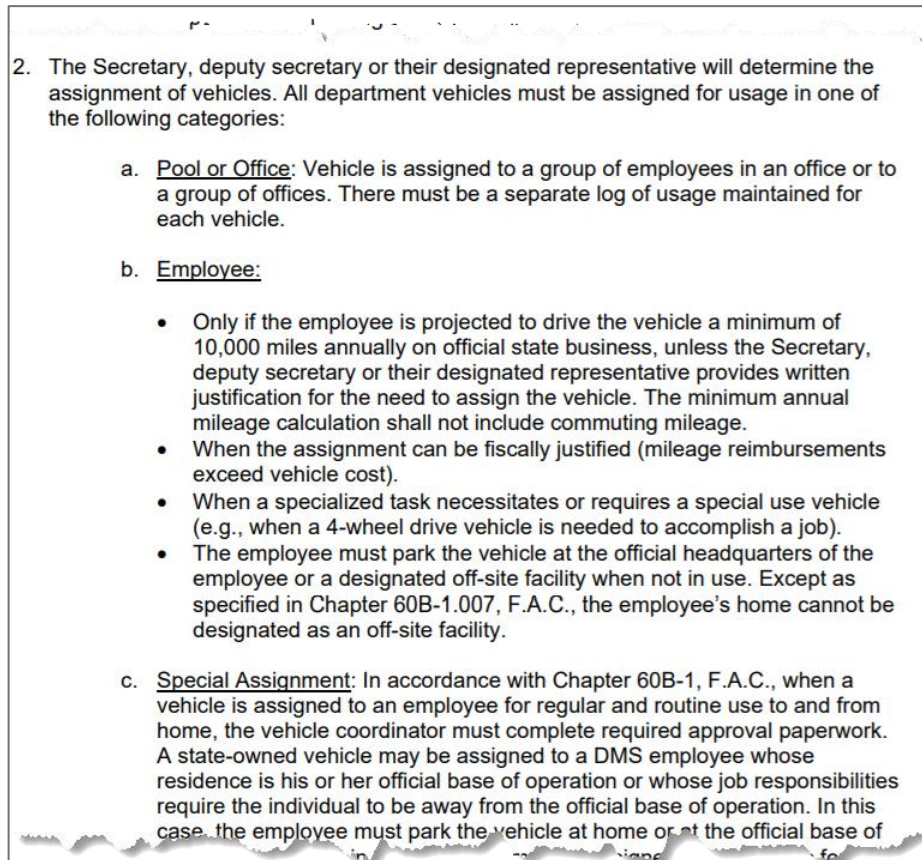 2. The Secretary, deputy secretary or their designated representative will determine the
assignment of vehicles. All department vehicles must be assigned for usage in one of
the following categories:
a. Pool or Office: Vehicle is assigned to a group of employees in an office or to
a group of offices. There must be a separate log of usage maintained for
each vehicle.
b. Employee:
• Only if the employee is projected to drive the vehicle a minimum of
10,000 miles annually on official state business, unless the Secretary,
deputy secretary or their designated representative provides written
justification for the need to assign the vehicle. The minimum annual
mileage calculation shall not include commuting mileage.
• When the assignment can be fiscally justified (mileage reimbursements
exceed vehicle cost).
• When a specialized task necessitates or requires a special use vehicle
(e.g., when a 4-wheel drive vehicle is needed to accomplish a job).
• The employee must park the vehicle at the official headquarters of the
employee or a designated off-site facility when not in use. Except as
specified in Chapter 60B-1.007, F.A.C., the employee's home cannot be
designated as an off-site facility.
c. Special Assignment: In accordance with Chapter 60B-1, F.A.C., when a
vehicle is assigned to an employee for regular and routine use to and from
home, the vehicle coordinator must complete required approval paperwork.
A state-owned vehicle may be assigned to a DMS employee whose
residence is his or her official base of operation or whose job responsibilities
require the individual to be away from the official base of operation. In this
case, the employee must park the vehicle at home or at the official base of